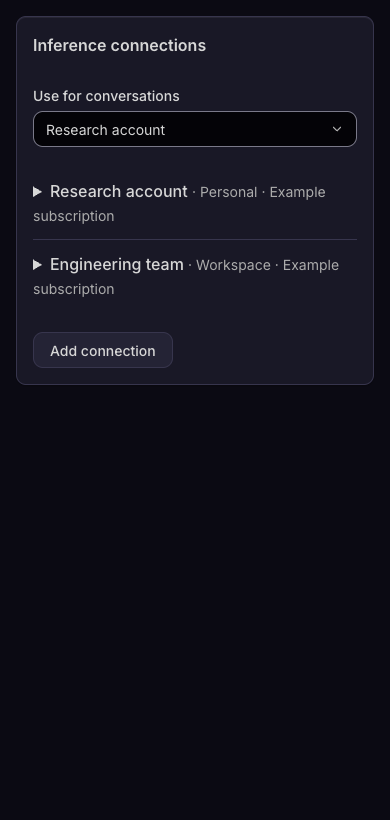 Inference connections
Use for conversations
Research account
Research account · Personal · Example
subscription
Engineering team · Workspace · Example
subscription
Add connection